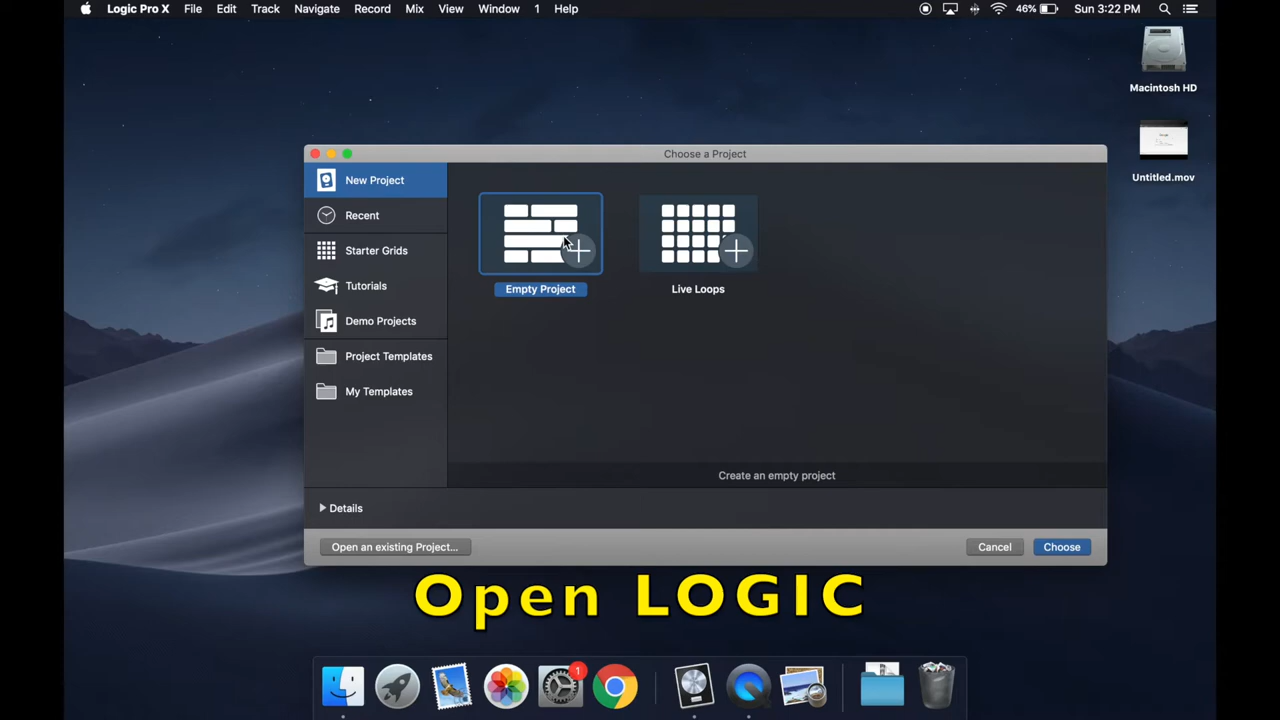 Logic Pro X File Edit Track Navigate Record Mix View Window 1 Help 46% Sun 3:22 PM
Macintosh HD
Untitled.mov
Choose a Project
New Project
Recent
Starter Grids
Tutorials
Demo Projects
Project Templates
My Templates
Empty Project
Live Loops
Create an empty project
Details
Open an existing Project...
Cancel
Choose
Open LOGIC
1